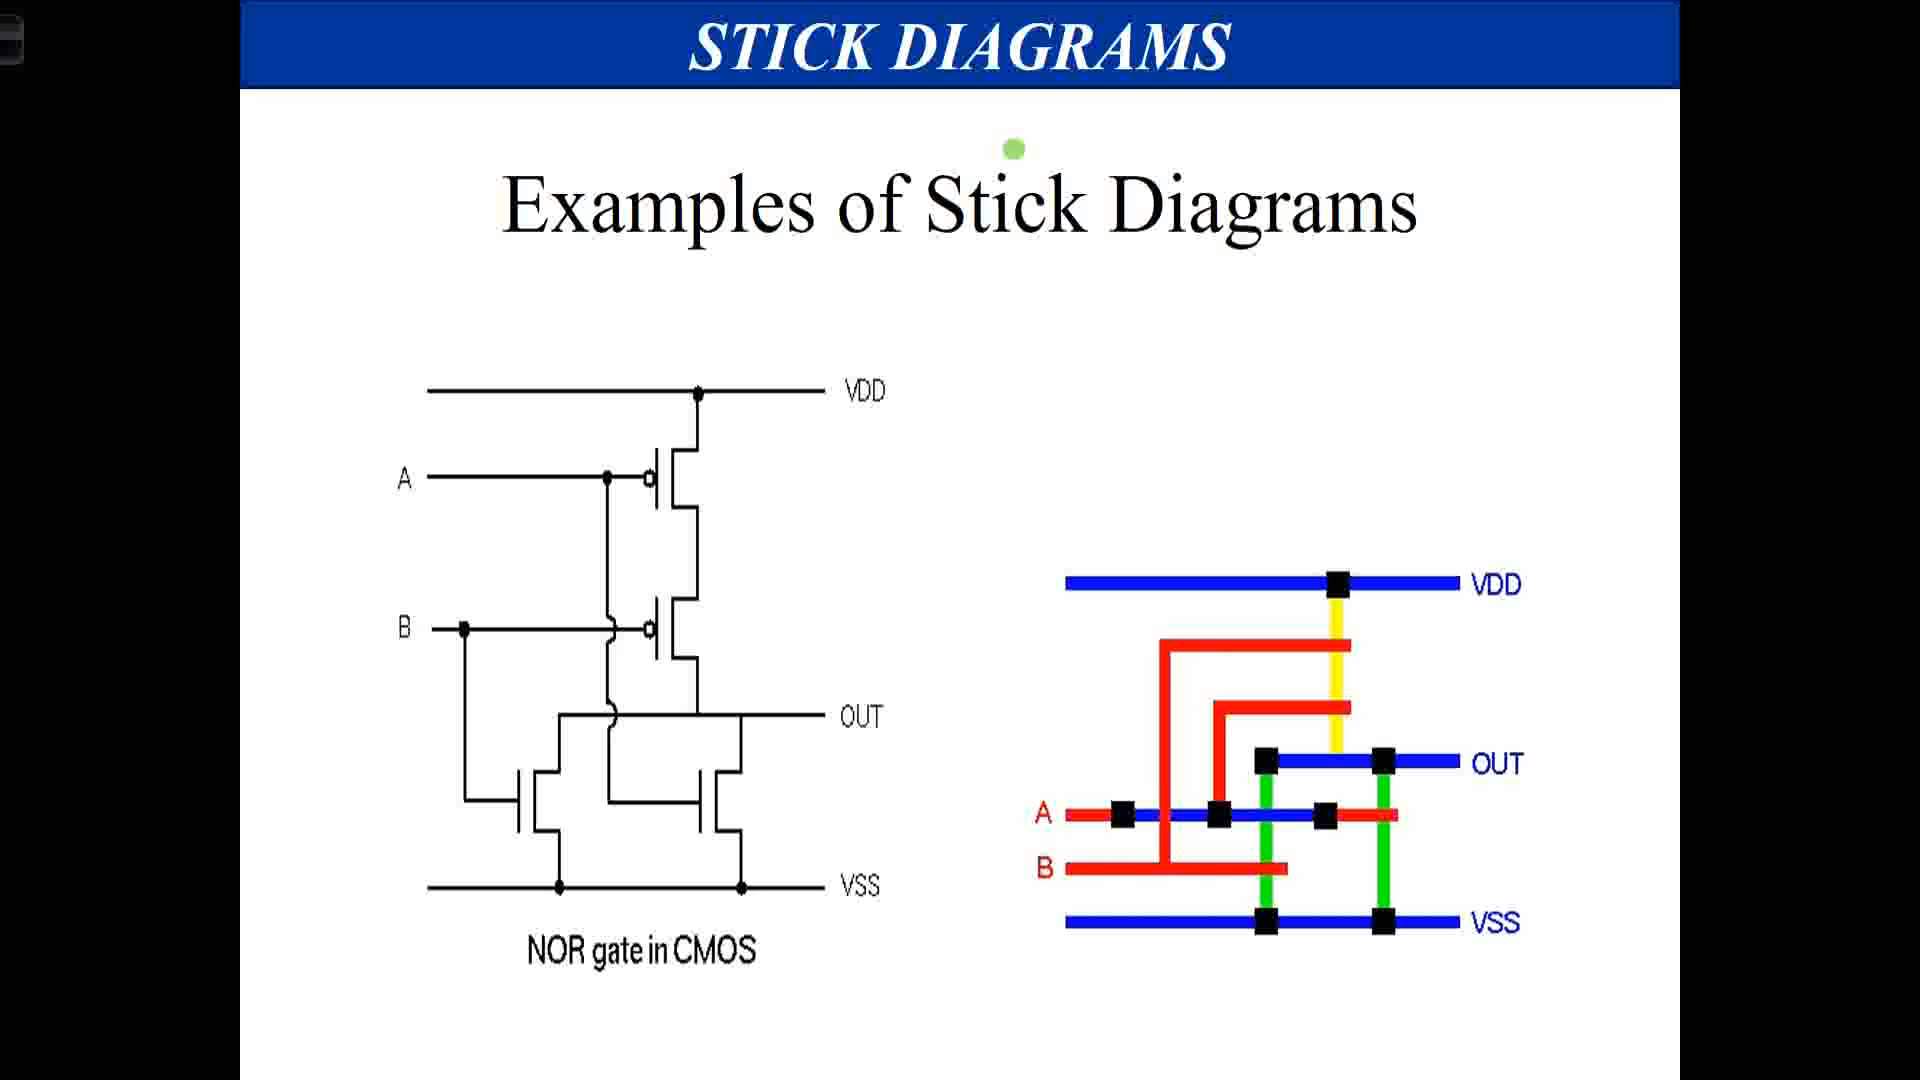 STICK DIAGRAMS
Examples of Stick Diagrams
VDD
A
B
OUT
VSS
NOR gate in CMOS
VDD
OUT
A
B
VSS